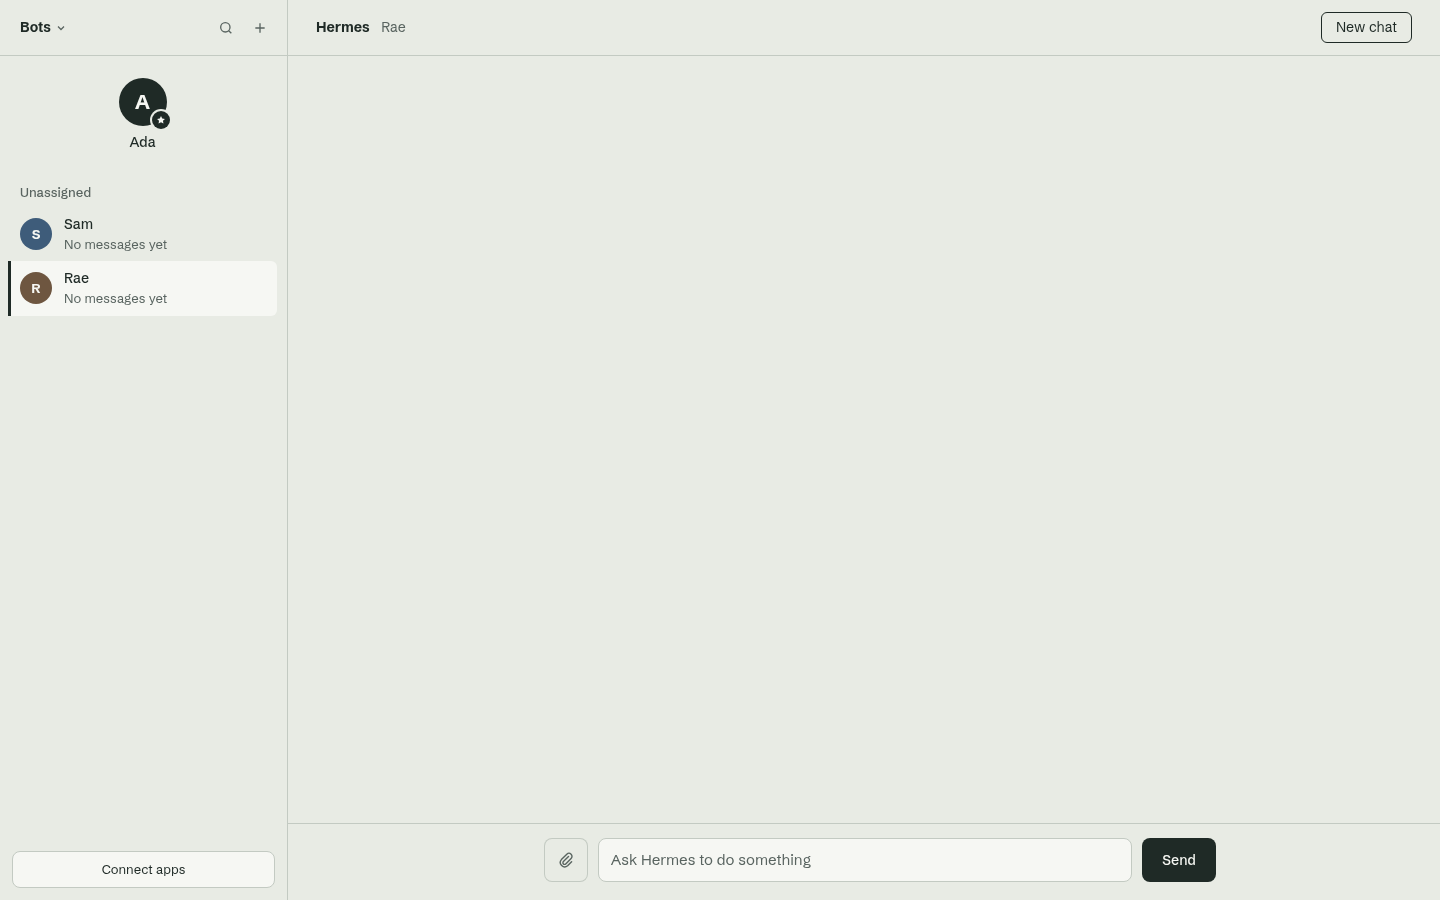 Bots
Hermes Rae
New chat
A
Ada
Unassigned
S
Sam
No messages yet
R
Rae
No messages yet
Connect apps
Ask Hermes to do something
Send